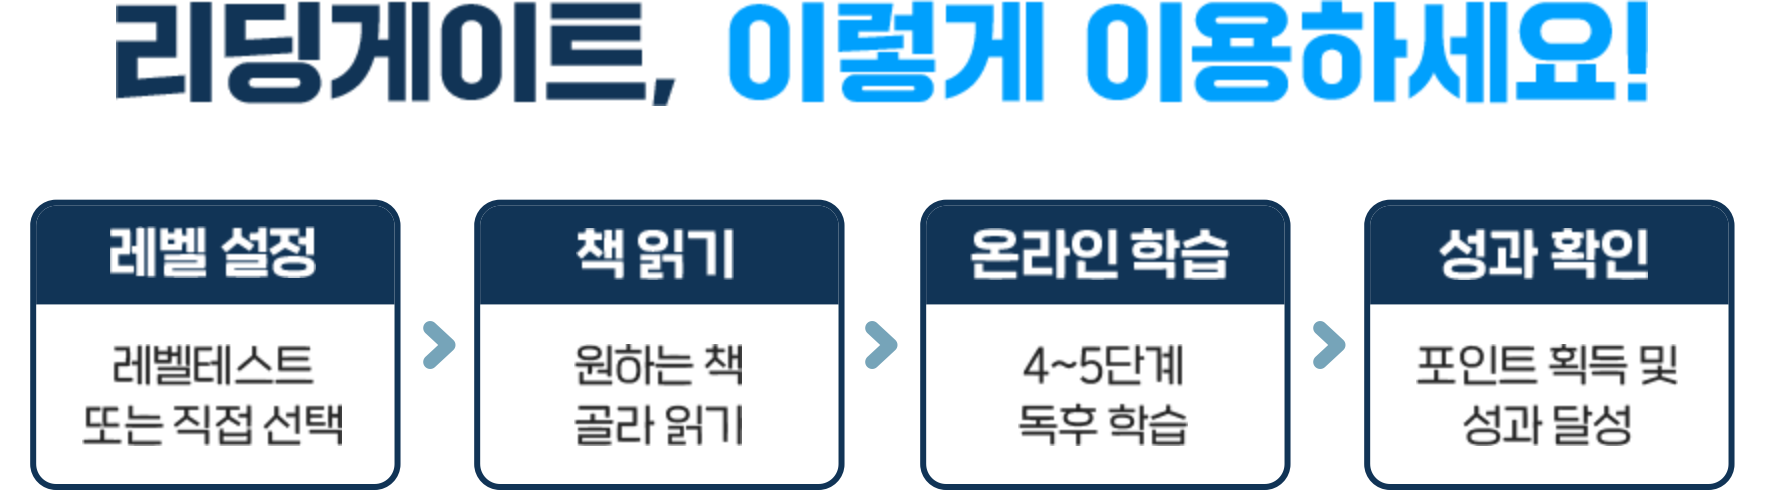 리딩게이트, 이렇게 이용하세요!
레벨 설정
레벨테스트
또는 직접 선택
책 읽기
원하는 책
골라 읽기
온라인 학습
4~5단계
독후 학습
성과 확인
포인트 획득 및
성과 달성